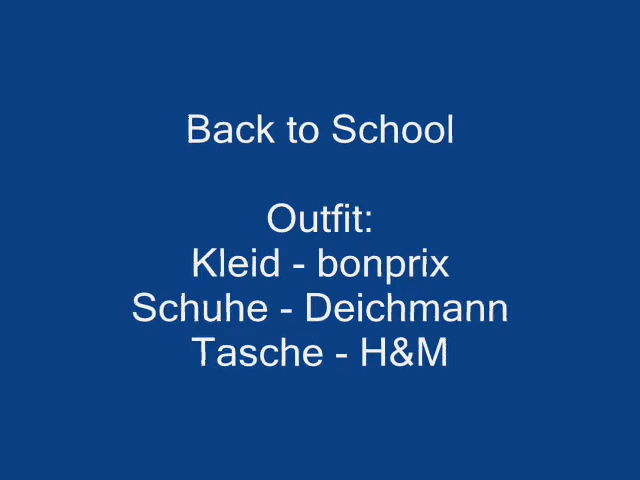 Back to School
Outfit:
Kleid - bonprix
Schuhe - Deichmann
Tasche - H&M